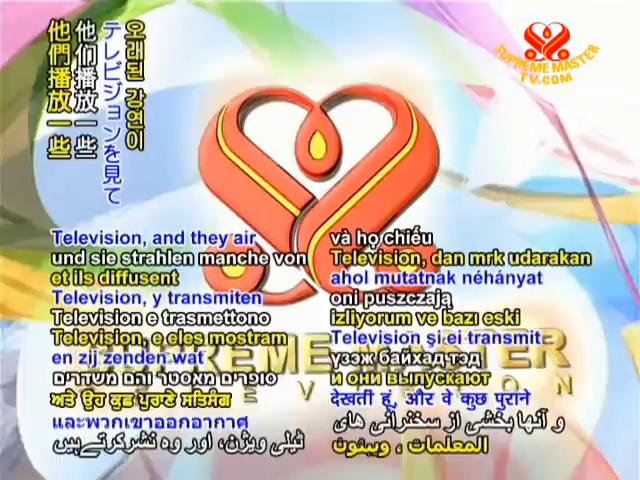 오래된 강연이
テレビジョンを見て
他们播放一些
他們播放一些
SUPREME MASTER
TV.COM
Television, and they air
und sie strahlen manche von
et ils diffusent
Television, y transmiten
Television e trasmettono
Television, e eles mostram
en zij zenden wat
סופרים מאסטר והם משדרים
ਅਤੇ ਉਹ ਕੁਛ ਪੁਰਾਣੇ ਸਤਿਸੰਗ
และพวกเขาออกอากาศ
ٹیلی ویژن، اور وہ نشرکرتےہیں
và họ chiếu
Television, dan mrk udarakan
ahol mutatnak néhányat
oni puszczają
izliyorum ve bazı eski
Television şi ei transmit
үзэж байхад тэд
и они выпускают
देखती हूं, और वे कुछ पुराने
و آنها بخشی از سخنرانی های
المعلمات ، ويبثون
SUPREME MASTER
TELEVISION